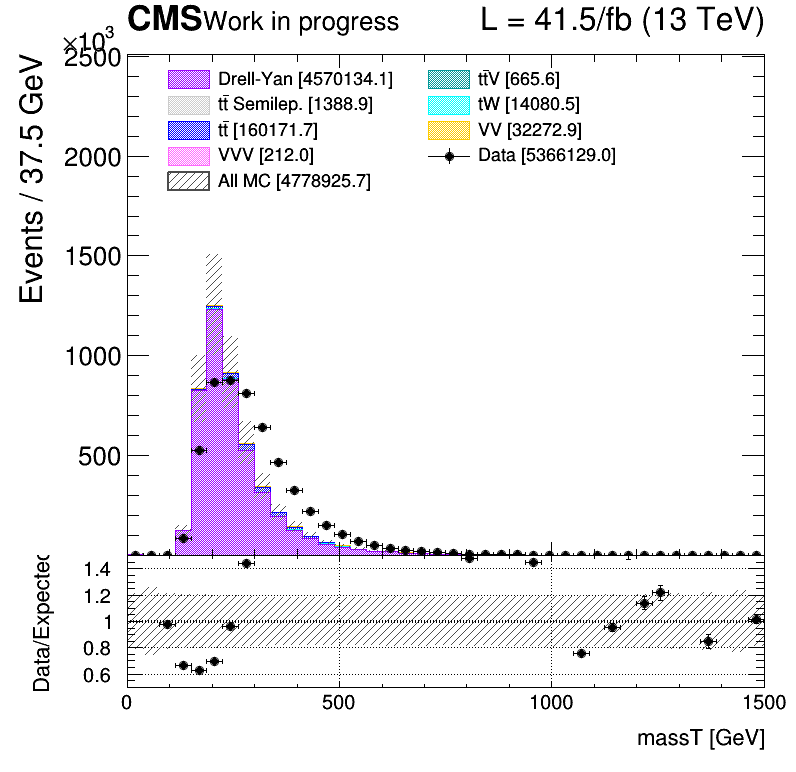 CMS Work in progress L = 41.5/fb (13 TeV)
×10³
Events / 37.5 GeV
2500
2000
1500
1000
500
Drell-Yan [4570134.1]
tt̄ Semilep. [1388.9]
tt̄ [160171.7]
VVV [212.0]
All MC [4778925.7]
tt̄V [665.6]
tW [14080.5]
VV [32272.9]
Data [5366129.0]
Data/Expected
1.4
1.2
1
0.8
0.6
0 500 1000 1500
massT [GeV]